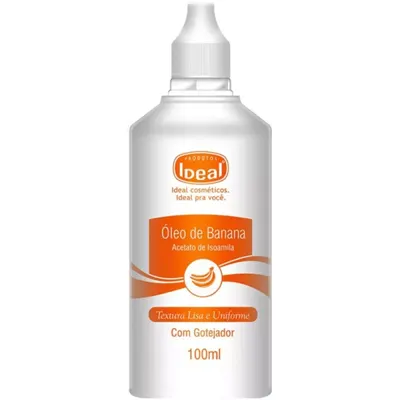 PRODUTOS
Ideal
Ideal cosméticos.
Ideal pra você.
Óleo de Banana
Acetato de Isoamila
Textura Lisa e Uniforme
Com Gotejador
100ml